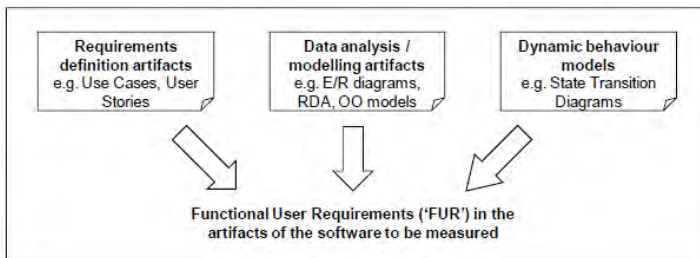 Requirements
definition artifacts
e.g. Use Cases, User
Stories
Data analysis /
modelling artifacts
e.g. E/R diagrams,
RDA, OO models
Dynamic behaviour
models
e.g. State Transition
Diagrams
Functional User Requirements (‘FUR’) in the
artifacts of the software to be measured